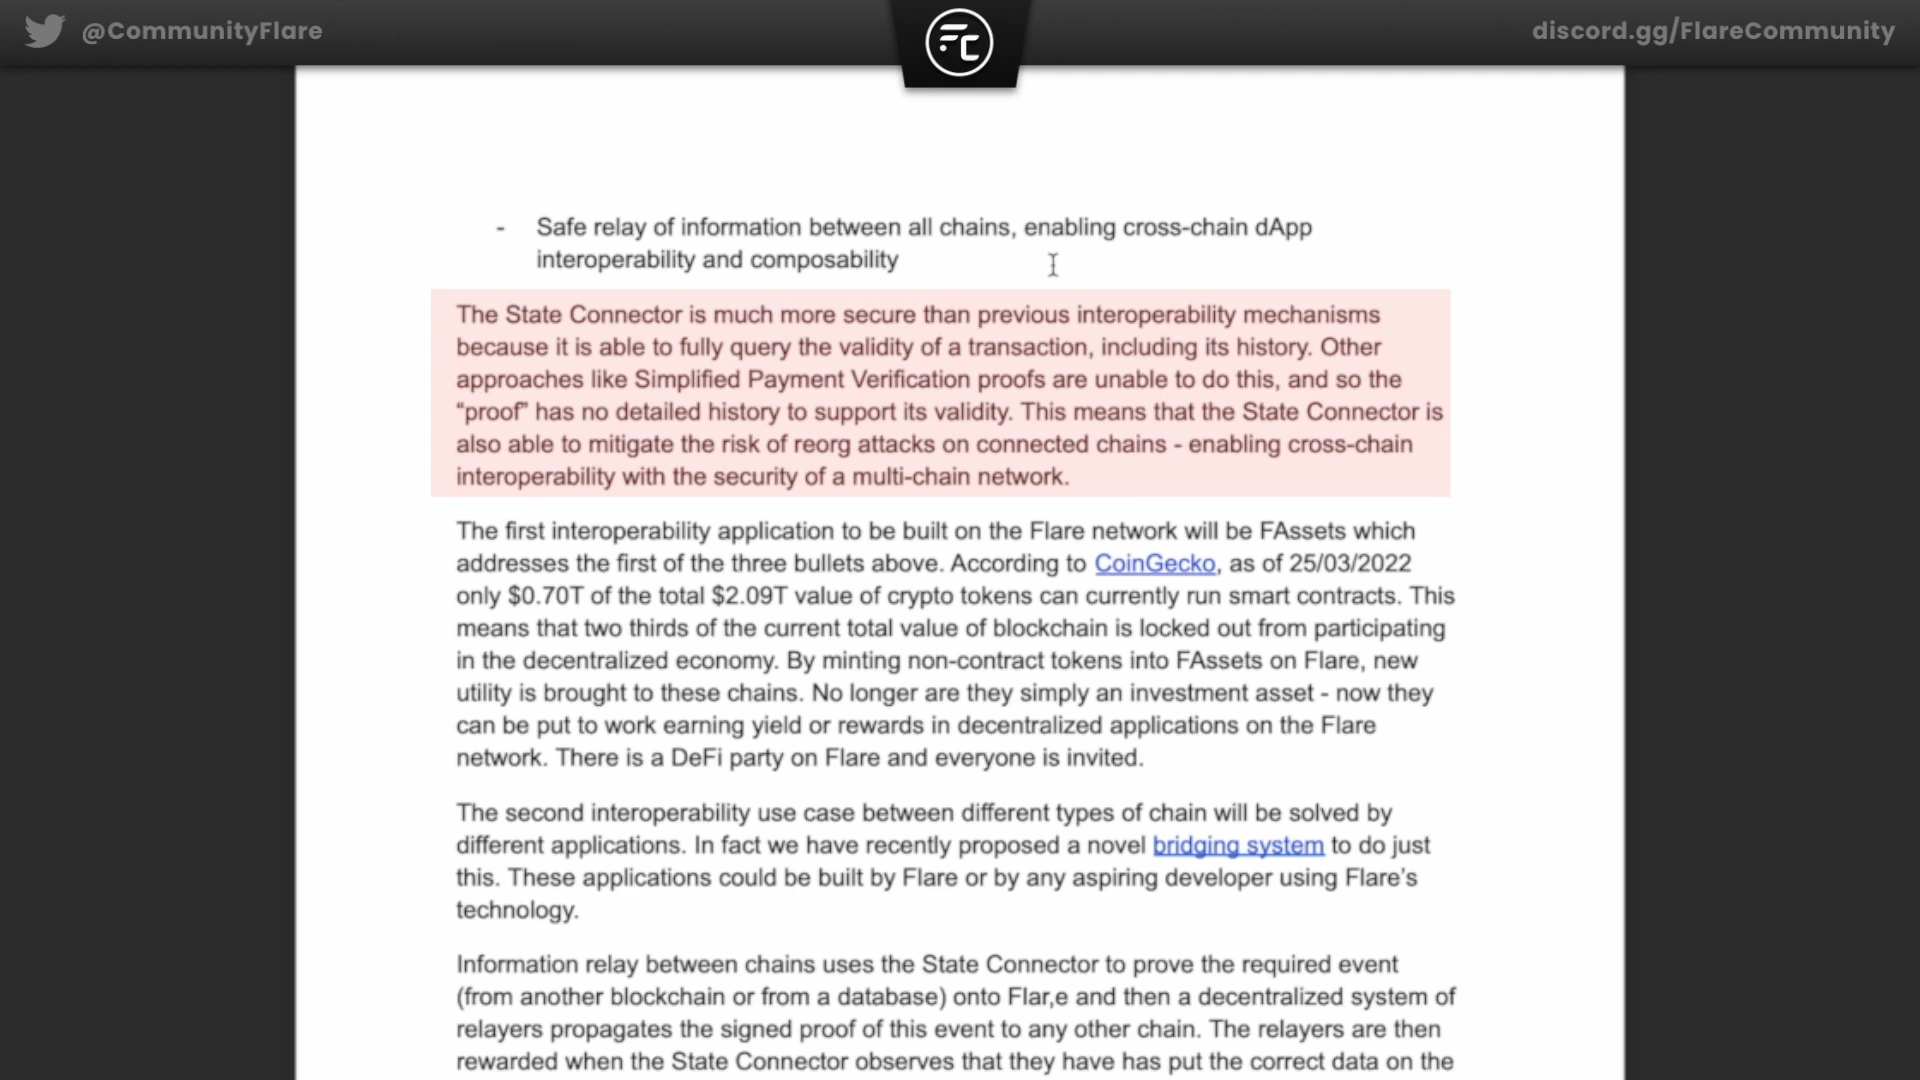 @CommunityFlare
FC
discord.gg/FlareCommunity
- Safe relay of information between all chains, enabling cross-chain dApp
interoperability and composability
The State Connector is much more secure than previous interoperability mechanisms
because it is able to fully query the validity of a transaction, including its history. Other
approaches like Simplified Payment Verification proofs are unable to do this, and so the
“proof” has no detailed history to support its validity. This means that the State Connector is
also able to mitigate the risk of reorg attacks on connected chains - enabling cross-chain
interoperability with the security of a multi-chain network.
The first interoperability application to be built on the Flare network will be FAssets which
addresses the first of the three bullets above. According to CoinGecko, as of 25/03/2022
only $0.70T of the total $2.09T value of crypto tokens can currently run smart contracts. This
means that two thirds of the current total value of blockchain is locked out from participating
in the decentralized economy. By minting non-contract tokens into FAssets on Flare, new
utility is brought to these chains. No longer are they simply an investment asset - now they
can be put to work earning yield or rewards in decentralized applications on the Flare
network. There is a DeFi party on Flare and everyone is invited.
The second interoperability use case between different types of chain will be solved by
different applications. In fact we have recently proposed a novel bridging system to do just
this. These applications could be built by Flare or by any aspiring developer using Flare’s
technology.
Information relay between chains uses the State Connector to prove the required event
(from another blockchain or from a database) onto Flar,e and then a decentralized system of
relayers propagates the signed proof of this event to any other chain. The relayers are then
rewarded when the State Connector observes that they have has put the correct data on the